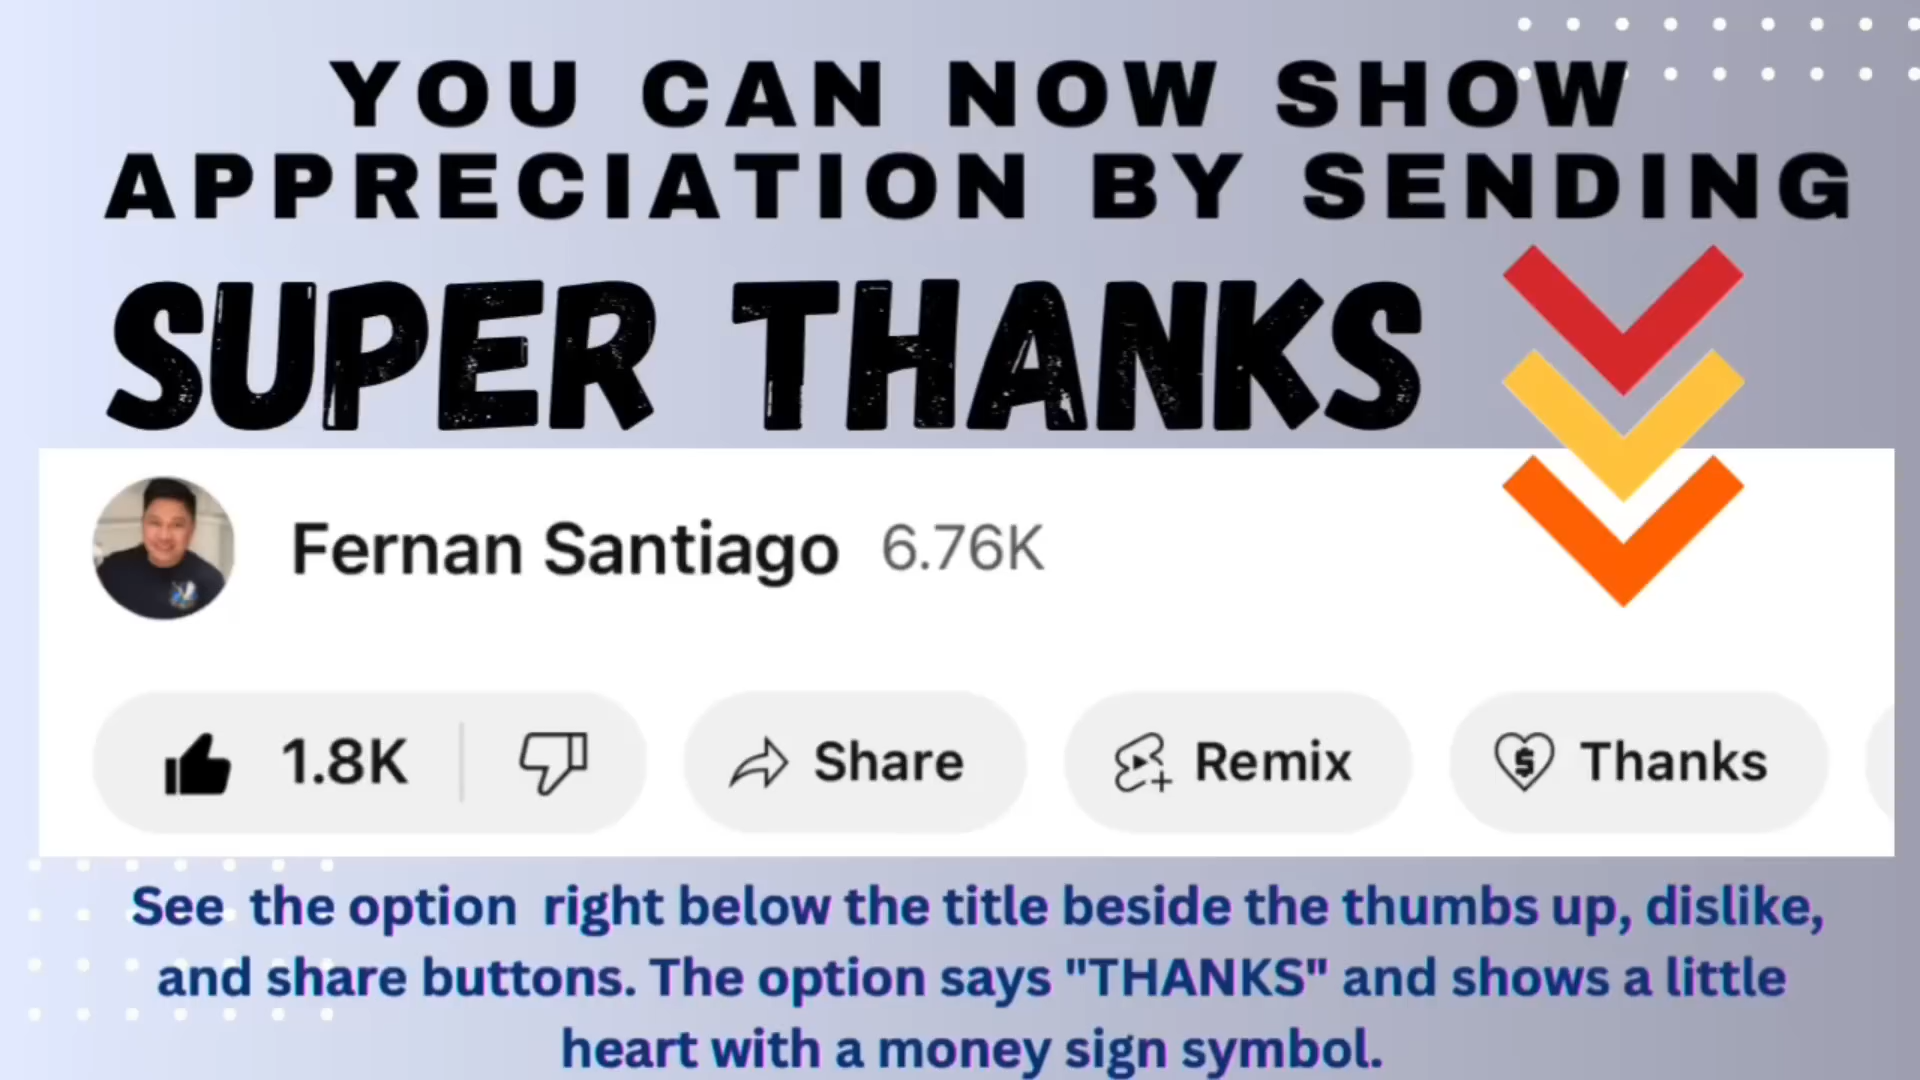 YOU CAN NOW SHOW
APPRECIATION BY SENDING
SUPER THANKS
Fernan Santiago 6.76K
1.8K Share Remix Thanks
See the option right below the title beside the thumbs up, dislike,
and share buttons. The option says "THANKS" and shows a little
heart with a money sign symbol.